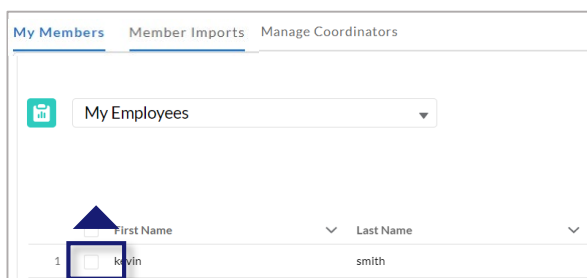 My Members Member Imports Manage Coordinators
My Employees
First Name Last Name
1 kevin smith